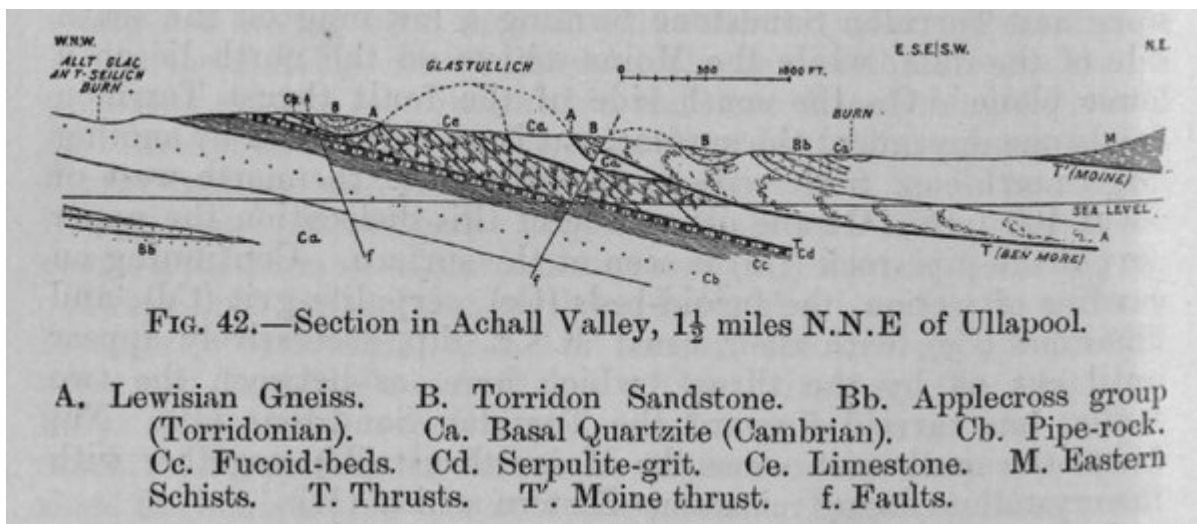 W.N.W.
E.S.E. S.W. N.E.
ALLT GLAC
AN T-SEILICH
BURN
GLASTULLICH
0 500 1000 FT.
BURN
B A Ce Ca A B B Bb M
Ca
T' (MOINE)
SEA LEVEL
Bb Ca f f Cb Cc Cd T T (BEN MORE) A
FIG. 42.—Section in Achall Valley, 1½ miles N.N.E of Ullapool.
A, Lewisian Gneiss. B. Torridon Sandstone. Bb. Applecross group
(Torridonian). Ca. Basal Quartzite (Cambrian). Cb. Pipe-rock.
Cc. Fucoid-beds. Cd. Serpulite-grit. Ce. Limestone. M. Eastern
Schists. T. Thrusts. T'. Moine thrust. f. Faults.